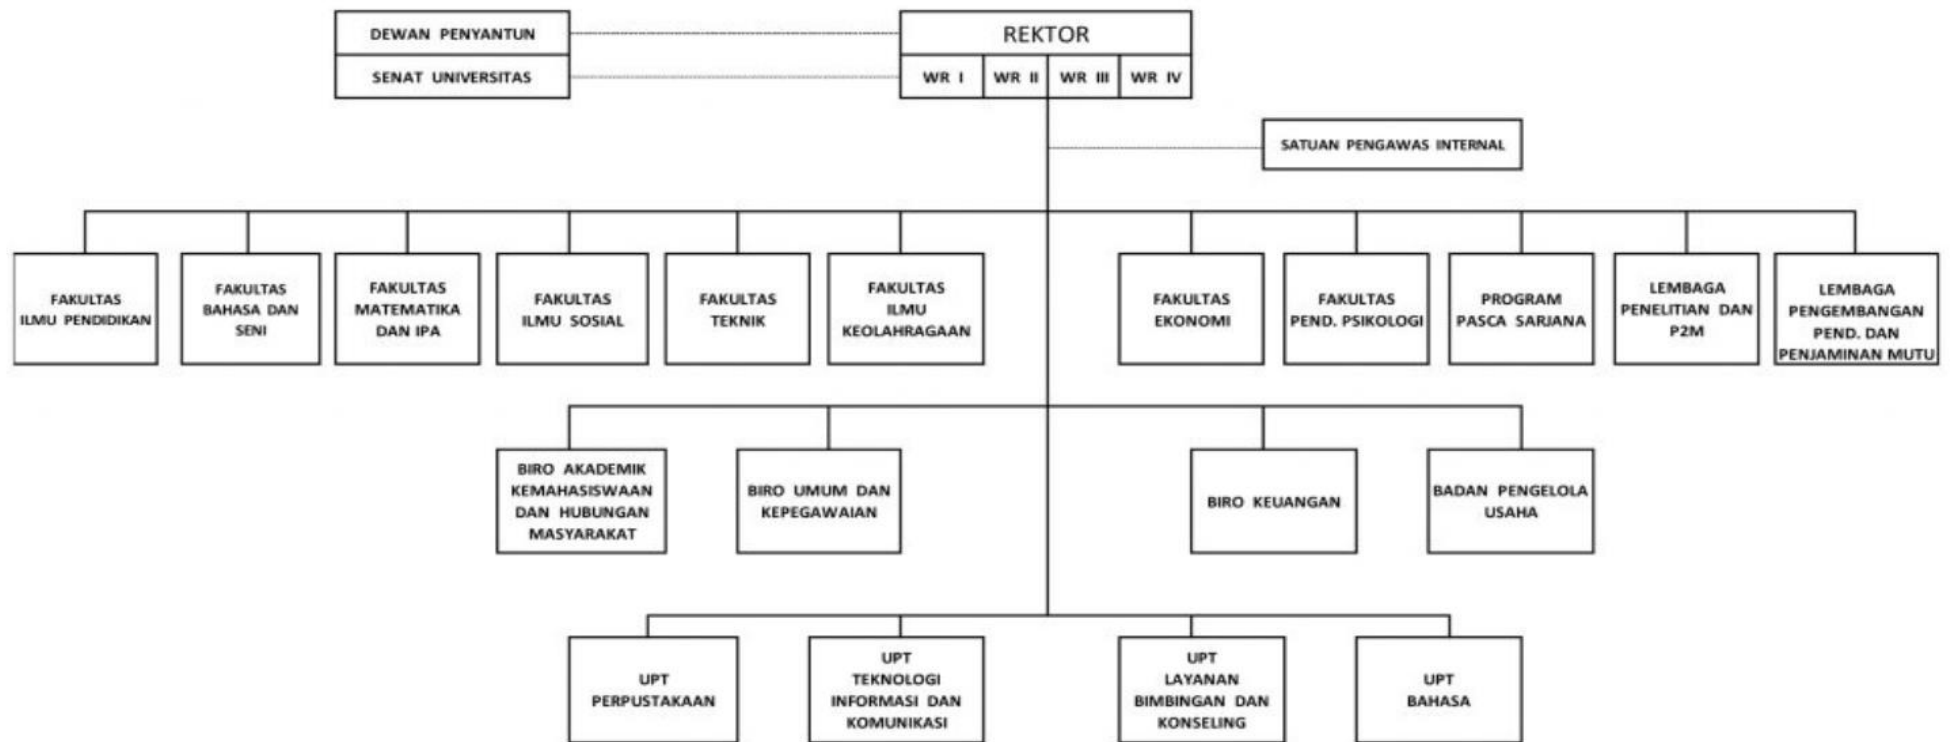 DEWAN PENYANTUN
REKTOR
SENAT UNIVERSITAS
WR I
WR II
WR III
WR IV
SATUAN PENGAWAS INTERNAL
FAKULTAS
ILMU PENDIDIKAN
FAKULTAS
BAHASA DAN
SENI
FAKULTAS
MATEMATIKA
DAN IPA
FAKULTAS
ILMU SOSIAL
FAKULTAS
TEKNIK
FAKULTAS
ILMU
KEOLAHRAGAAN
FAKULTAS
EKONOMI
FAKULTAS
PEND. PSIKOLOGI
PROGRAM
PASCA SARJANA
LEMBAGA
PENELITIAN DAN
P2M
LEMBAGA
PENGEMBANGAN
PEND. DAN
PENJAMINAN MUTU
BIRO AKADEMIK
KEMAHASISWAAN
DAN HUBUNGAN
MASYARAKAT
BIRO UMUM DAN
KEPEGAWAIAN
BIRO KEUANGAN
BADAN PENGELOLA
USAHA
UPT
PERPUSTAKAAN
UPT
TEKNOLOGI
INFORMASI DAN
KOMUNIKASI
UPT
LAYANAN
BIMBINGAN DAN
KONSELING
UPT
BAHASA